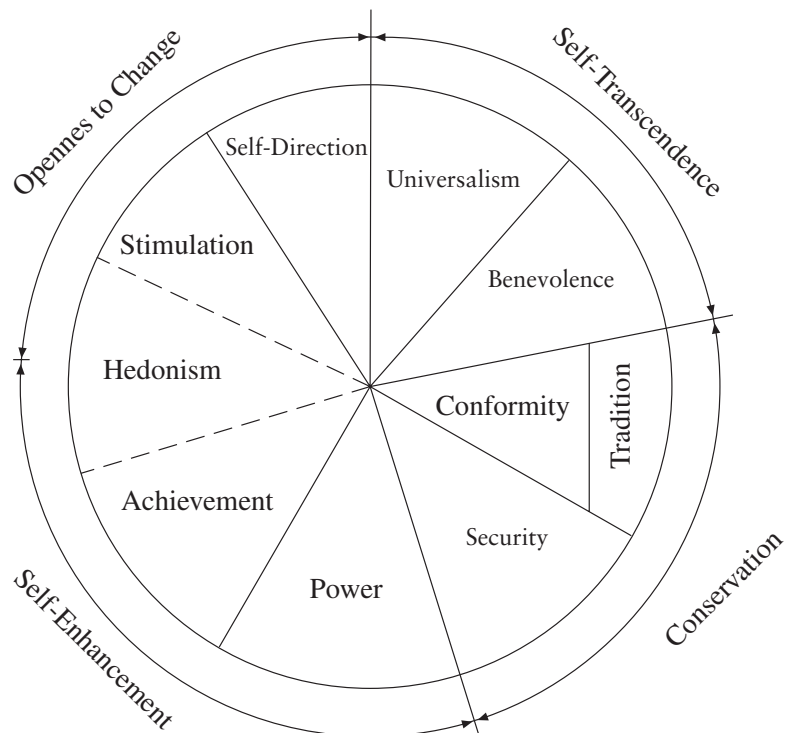 Opennes to Change
Self-Transcendence
Self-Direction
Universalism
Stimulation
Benevolence
Hedonism
Conformity
Tradition
Achievement
Security
Power
Self-Enhancement
Conservation